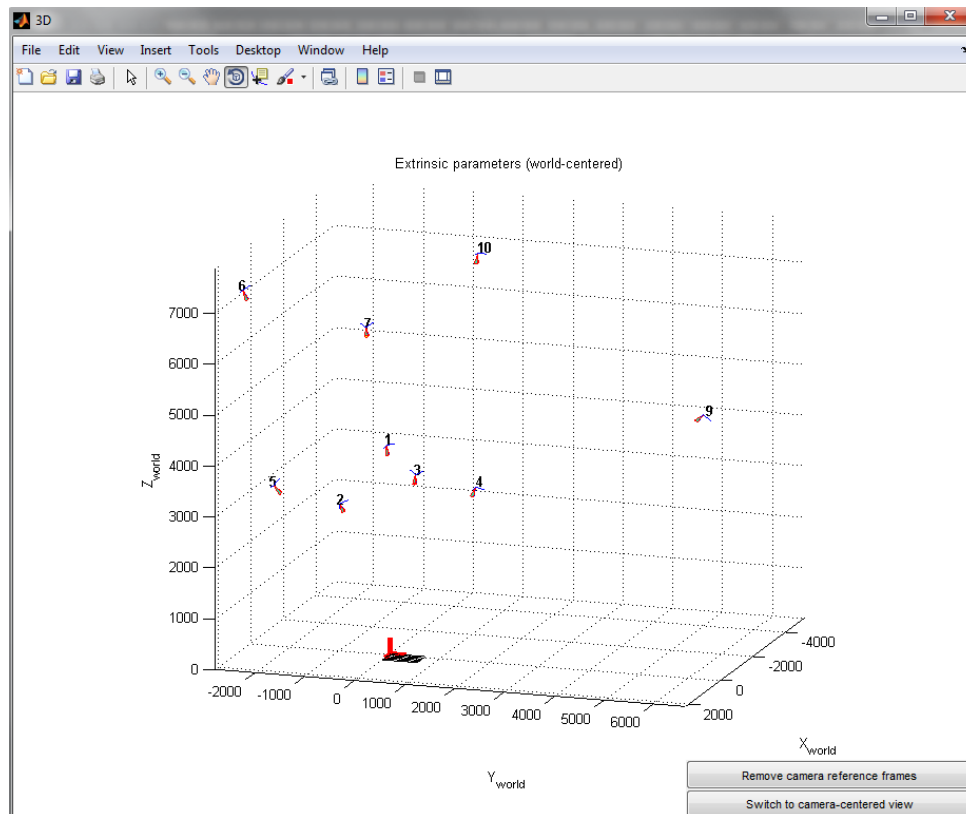 3D
File Edit View Insert Tools Desktop Window Help
Extrinsic parameters (world-centered)
10
6
7
9
1
3
4
5
2
7000
6000
5000
4000
3000
2000
1000
0
Zworld
-2000 -1000 0 1000 2000 3000 4000 5000 6000
Yworld
-4000
-2000
0
2000
Xworld
Remove camera reference frames
Switch to camera-centered view